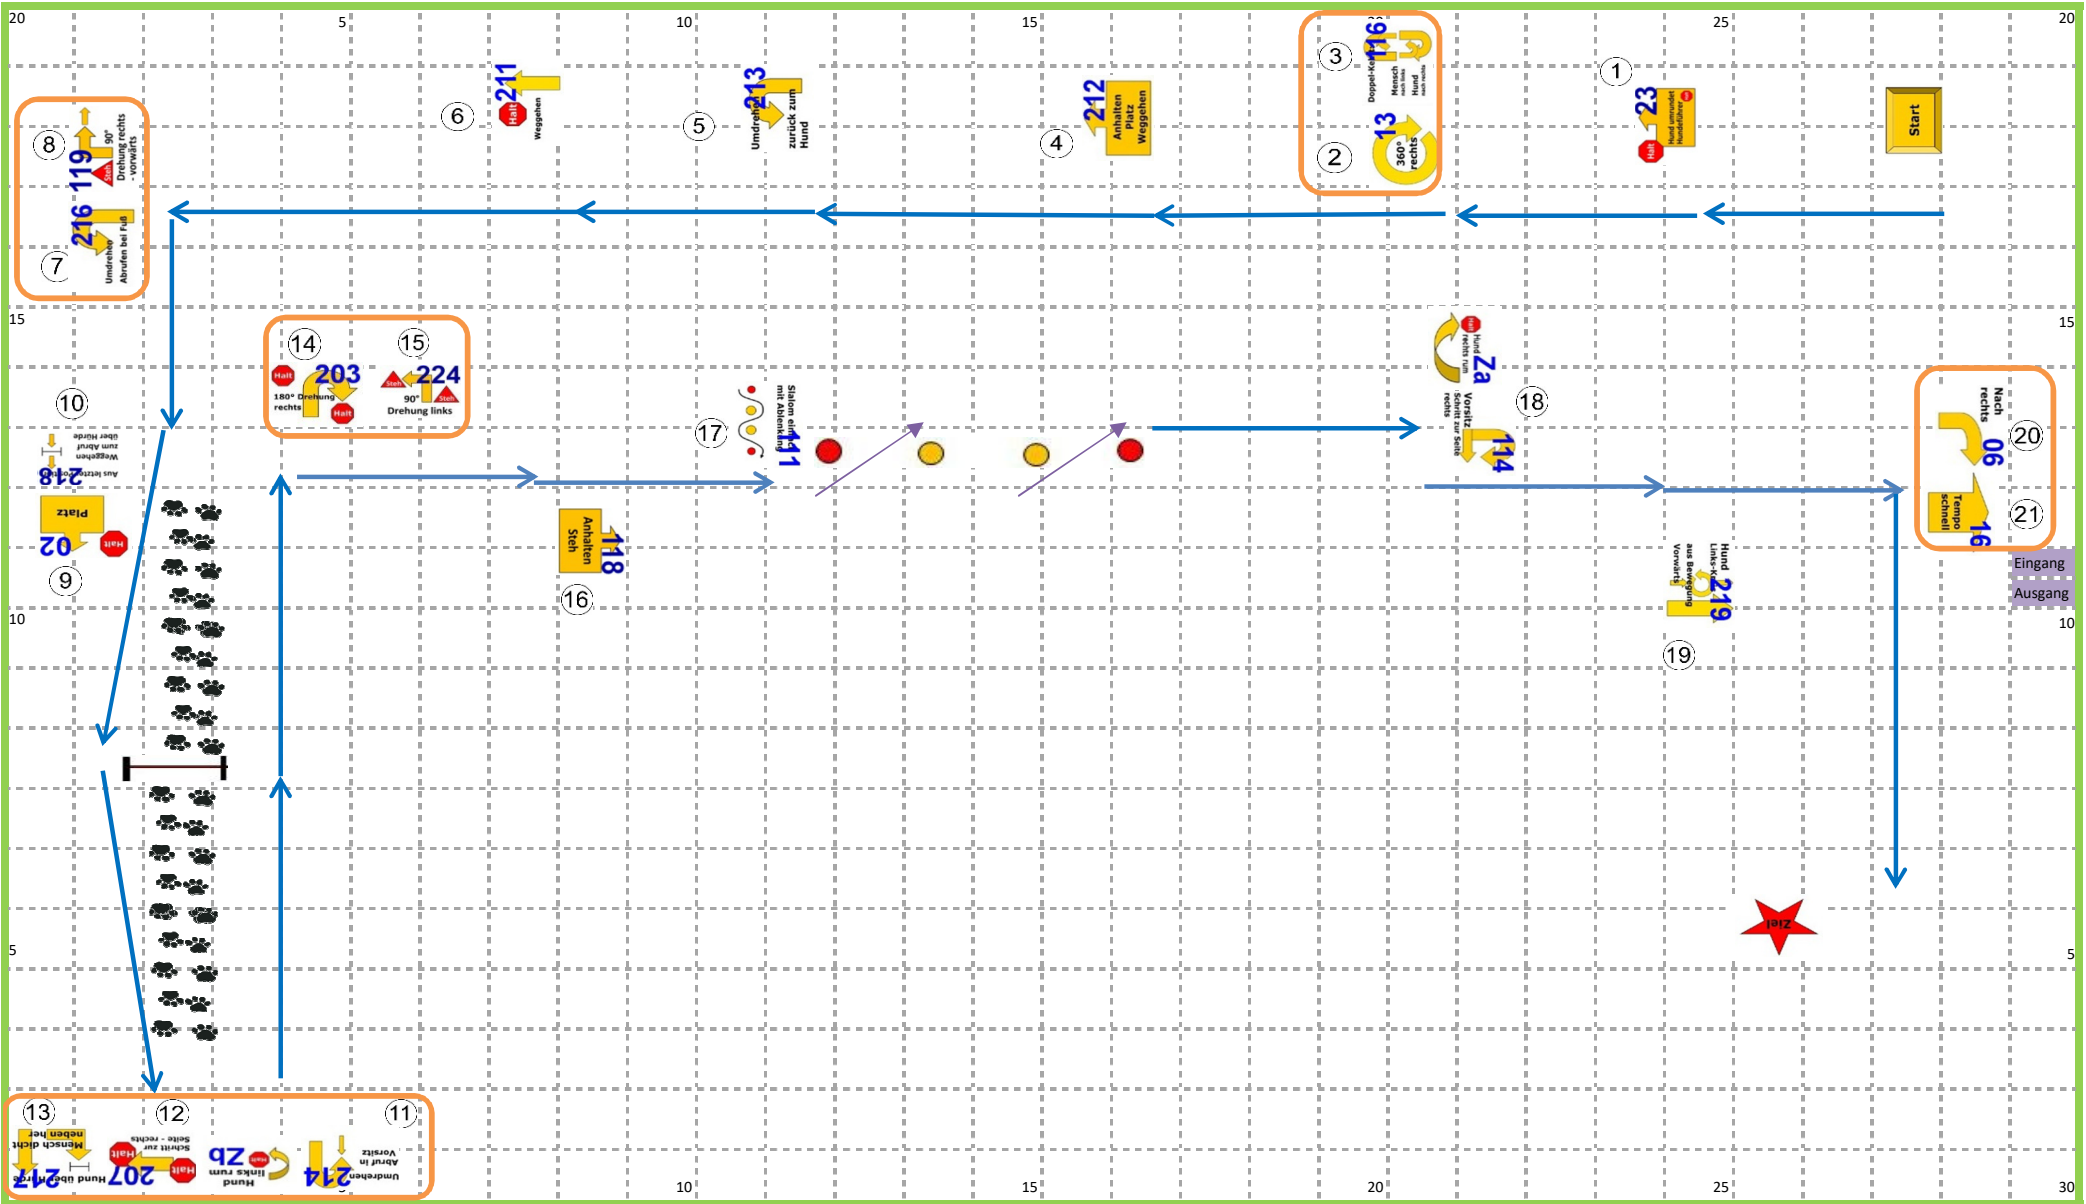 20
5
10
15
20
25
20
3
116
Doppel-Kehrt
Mensch
nach links
Hund
nach rechts
2
13
360°
rechts
1
23
Hund umrundet
Hundeführer
Halt
Start
4
212
Anhalten
Platz
Weggehen
5
213
Umdrehen
zurück zum
Hund
6
211
Halt
Weggehen
8
119
Steh
90°
Drehung rechts
- vorwärts
7
216
Umdrehen
Abrufen bei Fuß
15
15
14
Halt
203
180° Drehung
rechts
Halt
15
Steh
224
90°
Steh
Drehung links
10
218
Aus letzter Position
Weggehen
zum Abruf
über Hürde
9
02
Platz
Halt
17
Slalom einfach
mit Ablenkung
111
16
Anhalten
Steh
118
18
Halt
Hund
rechts rum
Za
Vorsitz
Schritt zur Seite
rechts
114
19
Hund
Links-Kreis
aus Bewegung
Vorwärts
219
20
Nach
rechts
06
21
Tempo
schnell
16
Eingang
Ausgang
10
10
Ziel
5
5
13
217
Mensch dicht
neben her
Hund über Hürde
12
207
Halt
Schritt zur
Seite - rechts
Halt
Zb
Halt
Hund
links rum
11
214
Umdrehen
Abruf in
Vorsitz
5
10
15
20
25
30